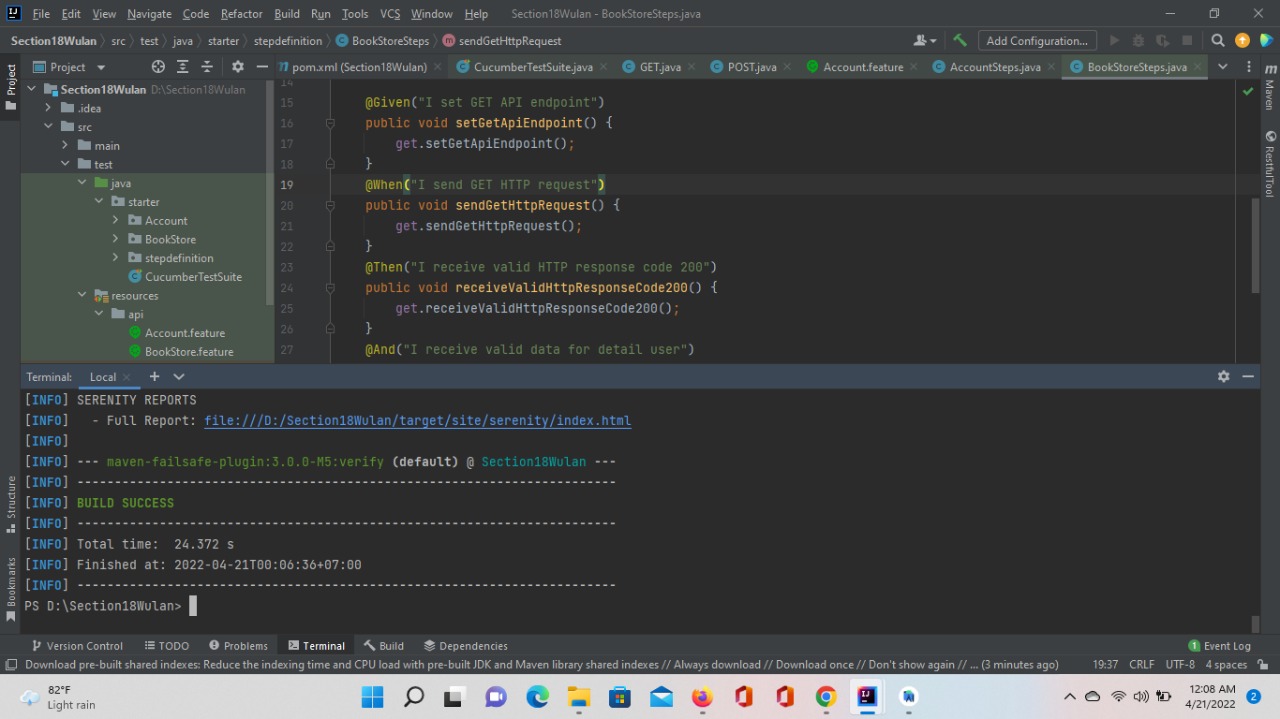 File Edit View Navigate Code Refactor Build Run Tools VCS Window Help Section18Wulan - BookStoreSteps.java
Section18Wulan src test java starter stepdefinition BookStoreSteps sendGetHttpRequest Add Configuration...
Project Project pom.xml (Section18Wulan) CucumberTestSuite.java GET.java POST.java Account.feature AccountSteps.java BookStoreSteps.java
Maven
RestfulTool
Section18Wulan D:\Section18Wulan
.idea
src
main
test
java
starter
Account
BookStore
stepdefinition
CucumberTestSuite
resources
api
Account.feature
BookStore.feature
14
15 @Given("I set GET API endpoint")
16 public void setGetApiEndpoint() {
17 get.setGetApiEndpoint();
18 }
19 @When("I send GET HTTP request")
20 public void sendGetHttpRequest() {
21 get.sendGetHttpRequest();
22 }
23 @Then("I receive valid HTTP response code 200")
24 public void receiveValidHttpResponseCode200() {
25 get.receiveValidHttpResponseCode200();
26 }
27 @And("I receive valid data for detail user")
Terminal: Local
[INFO] SERENITY REPORTS
[INFO] - Full Report: file:///D:/Section18Wulan/target/site/serenity/index.html
[INFO]
[INFO] --- maven-failsafe-plugin:3.0.0-M5:verify (default) @ Section18Wulan ---
[INFO] ------------------------------------------------------------------------
[INFO] BUILD SUCCESS
[INFO] ------------------------------------------------------------------------
[INFO] Total time: 24.372 s
[INFO] Finished at: 2022-04-21T00:06:36+07:00
[INFO] ------------------------------------------------------------------------
PS D:\Section18Wulan>
Structure
Bookmarks
Version Control TODO Problems Terminal Build Dependencies 1 Event Log
Download pre-built shared indexes: Reduce the indexing time and CPU load with pre-built JDK and Maven library shared indexes // Always download // Download once // Don't show again // ... (3 minutes ago) 19:37 CRLF UTF-8 4 spaces
82°F
Light rain
12:08 AM
4/21/2022
2